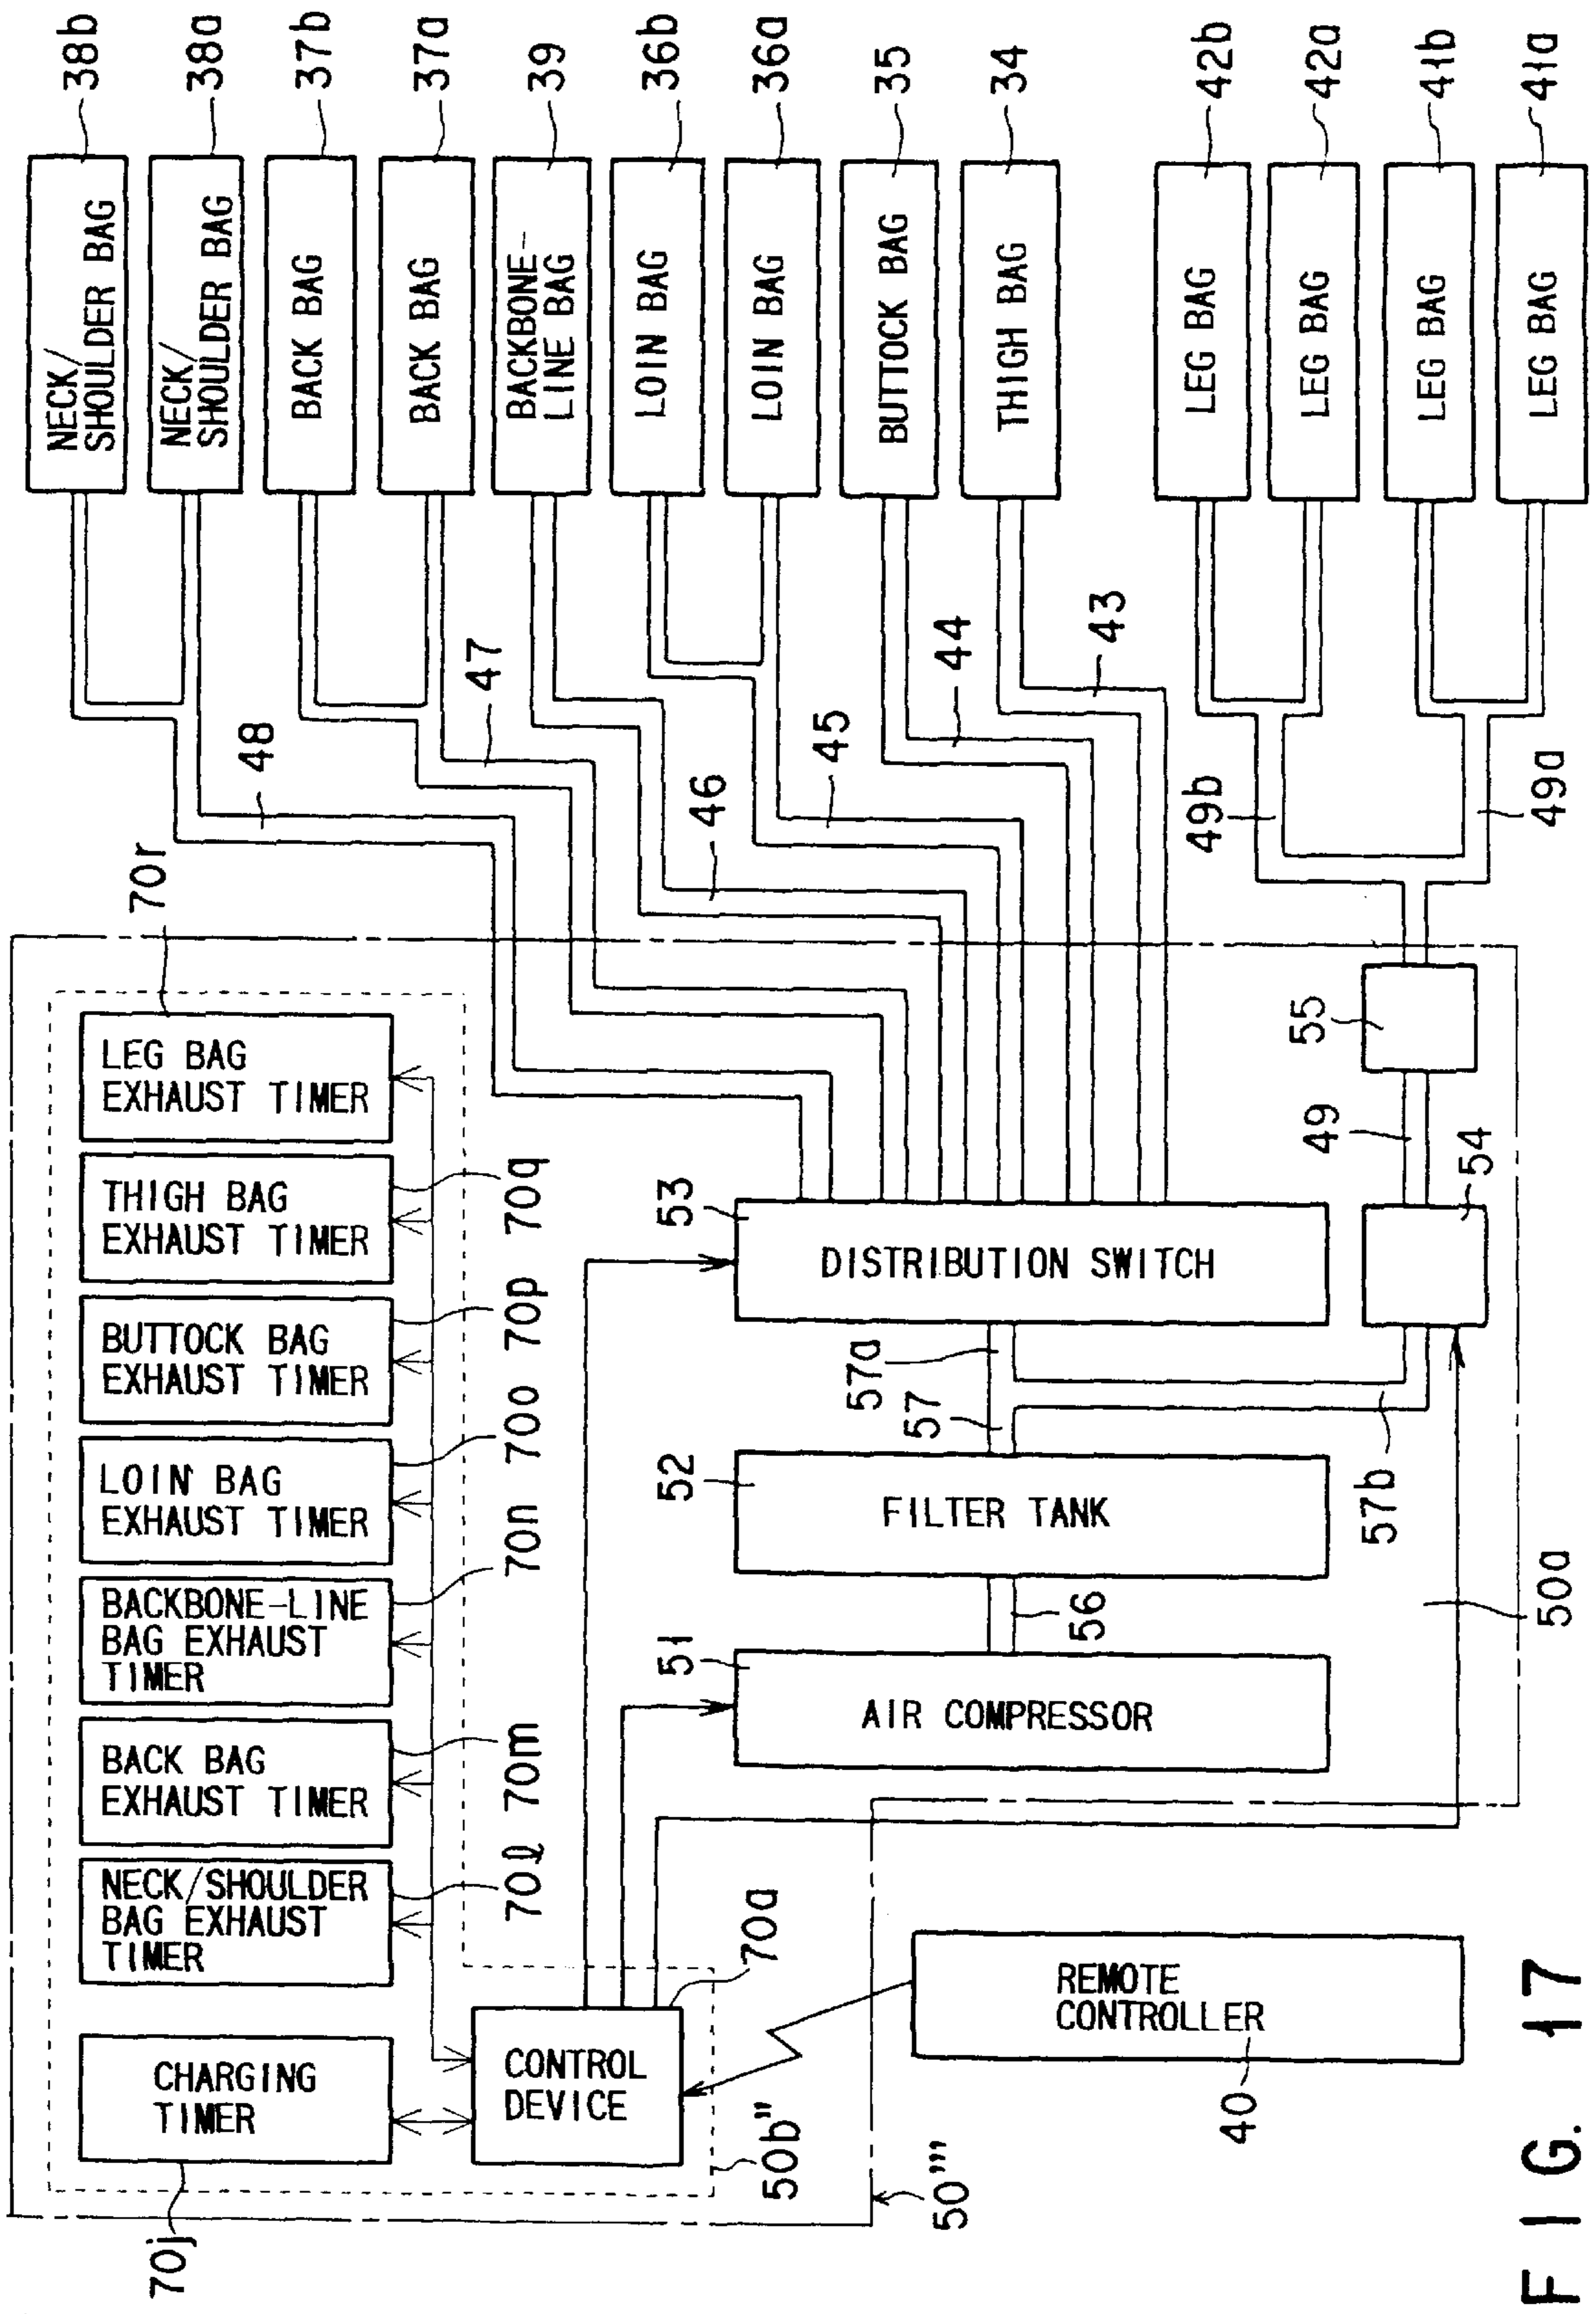 70j
CHARGING
TIMER
NECK/SHOULDER
BAG EXHAUST
TIMER
BACK BAG
EXHAUST TIMER
BACKBONE-LINE
BAG EXHAUST
TIMER
LOIN BAG
EXHAUST TIMER
BUTTOCK BAG
EXHAUST TIMER
THIGH BAG
EXHAUST TIMER
LEG BAG
EXHAUST TIMER
70r
70l
70m
70n
70o
70p
70q
CONTROL
DEVICE
70a
50b"
50'''
REMOTE
CONTROLLER
40
51
AIR COMPRESSOR
56
52
FILTER TANK
57
57a
57b
53
DISTRIBUTION SWITCH
54
49
55
50a
48
47
46
45
44
43
49b
49a
NECK/
SHOULDER BAG
38b
NECK/
SHOULDER BAG
38a
BACK BAG
37b
BACK BAG
37a
BACKBONE-
LINE BAG
39
LOIN BAG
36b
LOIN BAG
36a
BUTTOCK BAG
35
THIGH BAG
34
LEG BAG
42b
LEG BAG
42a
LEG BAG
41b
LEG BAG
41a
FIG. 17